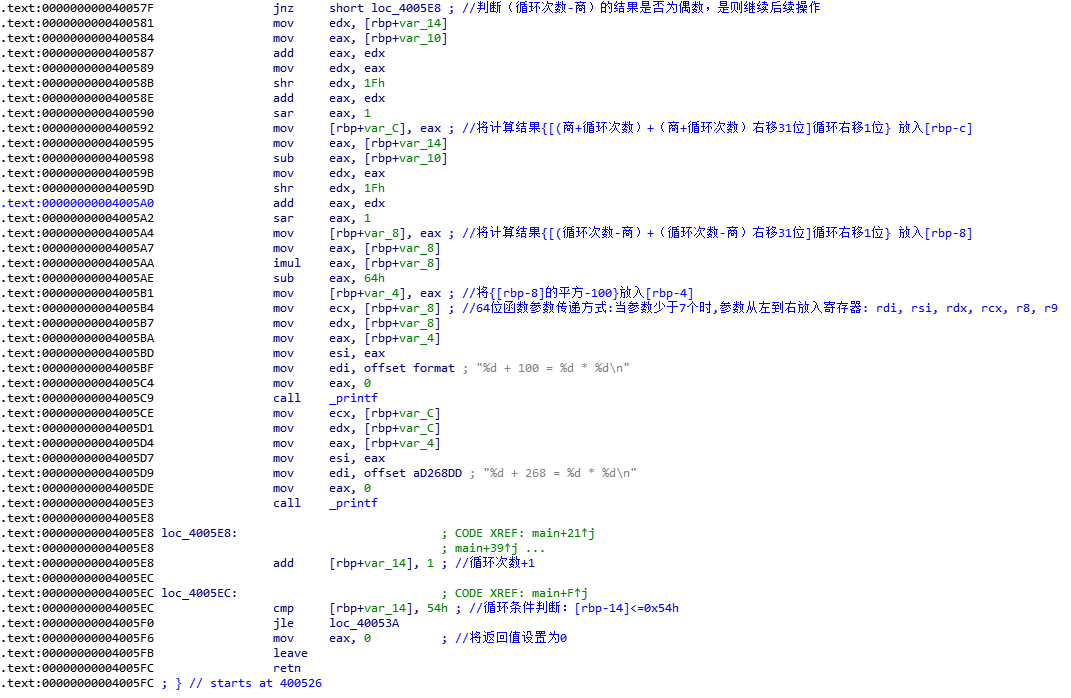 .text:000000000040057F jnz short loc_4005E8 ; //判断（循环次数-商）的结果是否为偶数，是则继续后续操作
.text:0000000000400581 mov edx, [rbp+var_14]
.text:0000000000400584 mov eax, [rbp+var_10]
.text:0000000000400587 add eax, edx
.text:0000000000400589 mov edx, eax
.text:000000000040058B shr edx, 1Fh
.text:000000000040058E add eax, edx
.text:0000000000400590 sar eax, 1
.text:0000000000400592 mov [rbp+var_C], eax ; //将计算结果{[(商+循环次数）+（商+循环次数）右移31位]循环右移1位} 放入[rbp-c]
.text:0000000000400595 mov eax, [rbp+var_14]
.text:0000000000400598 sub eax, [rbp+var_10]
.text:000000000040059B mov edx, eax
.text:000000000040059D shr edx, 1Fh
.text:00000000004005A0 add eax, edx
.text:00000000004005A2 sar eax, 1
.text:00000000004005A4 mov [rbp+var_8], eax ; //将计算结果{[(循环次数-商）+（循环次数-商）右移31位]循环右移1位} 放入[rbp-8]
.text:00000000004005A7 mov eax, [rbp+var_8]
.text:00000000004005AA imul eax, [rbp+var_8]
.text:00000000004005AE sub eax, 64h
.text:00000000004005B1 mov [rbp+var_4], eax ; //将{[rbp-8]的平方-100}放入[rbp-4]
.text:00000000004005B4 mov ecx, [rbp+var_8] ; //64位函数参数传递方式:当参数少于7个时,参数从左到右放入寄存器: rdi, rsi, rdx, rcx, r8, r9
.text:00000000004005B7 mov edx, [rbp+var_8]
.text:00000000004005BA mov eax, [rbp+var_4]
.text:00000000004005BD mov esi, eax
.text:00000000004005BF mov edi, offset format ; "%d + 100 = %d * %d\n"
.text:00000000004005C4 mov eax, 0
.text:00000000004005C9 call _printf
.text:00000000004005CE mov ecx, [rbp+var_C]
.text:00000000004005D1 mov edx, [rbp+var_C]
.text:00000000004005D4 mov eax, [rbp+var_4]
.text:00000000004005D7 mov esi, eax
.text:00000000004005D9 mov edi, offset aD268DD ; "%d + 268 = %d * %d\n"
.text:00000000004005DE mov eax, 0
.text:00000000004005E3 call _printf
.text:00000000004005E8
.text:00000000004005E8 loc_4005E8: ; CODE XREF: main+21↑j
.text:00000000004005E8 ; main+39↑j ...
.text:00000000004005E8 add [rbp+var_14], 1 ; //循环次数+1
.text:00000000004005EC
.text:00000000004005EC loc_4005EC: ; CODE XREF: main+F↑j
.text:00000000004005EC cmp [rbp+var_14], 54h ; //循环条件判断：[rbp-14]<=0x54h
.text:00000000004005F0 jle loc_40053A
.text:00000000004005F6 mov eax, 0 ; //将返回值设置为0
.text:00000000004005FB leave
.text:00000000004005FC retn
.text:00000000004005FC ; } // starts at 400526